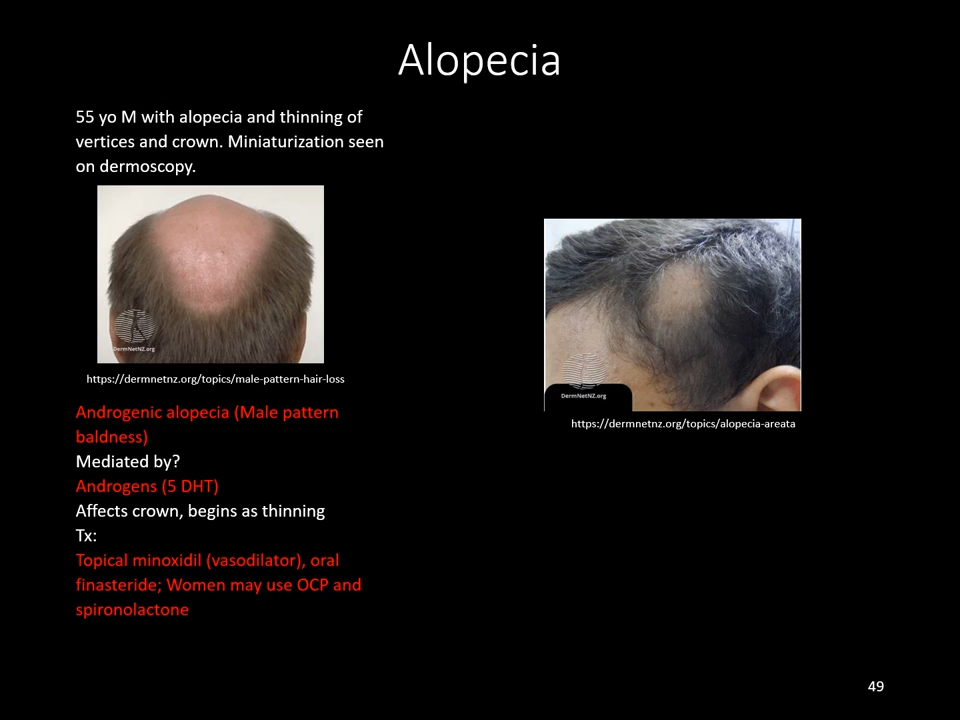 Alopecia
55 yo M with alopecia and thinning of
vertices and crown. Miniaturization seen
on dermoscopy.
DermNetNZ.org
https://dermnetnz.org/topics/male-pattern-hair-loss
Androgenic alopecia (Male pattern
baldness)
Mediated by?
Androgens (5 DHT)
Affects crown, begins as thinning
Tx:
Topical minoxidil (vasodilator), oral
finasteride; Women may use OCP and
spironolactone
DermNetNZ.org
https://dermnetnz.org/topics/alopecia-areata
49